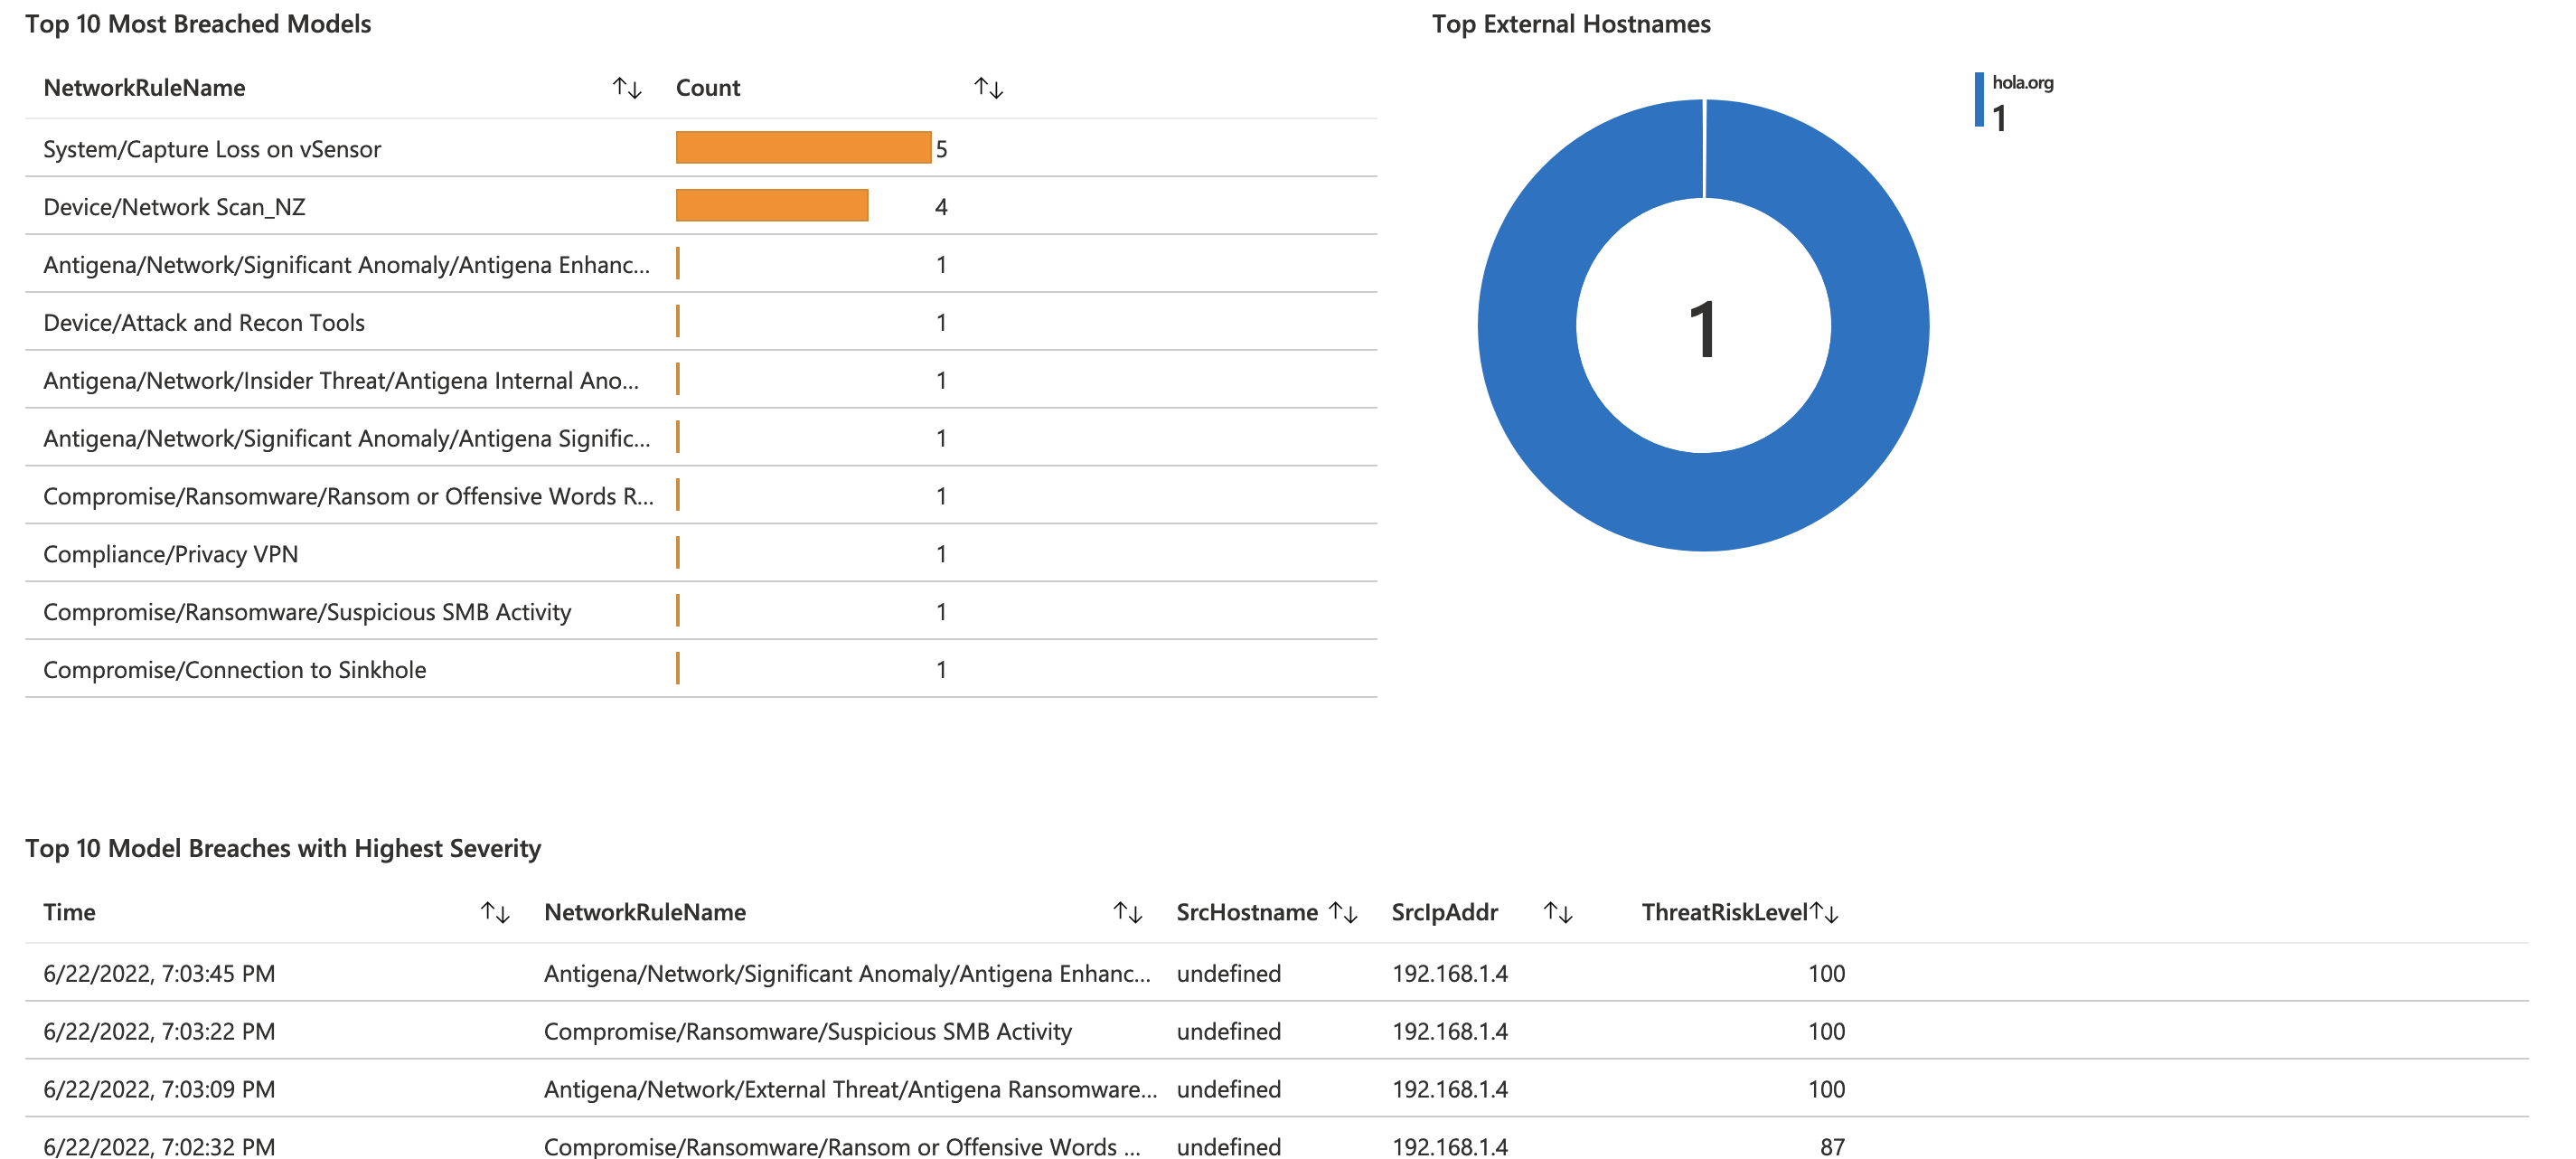 Top 10 Most Breached Models
NetworkRuleName ↑↓ Count ↑↓
System/Capture Loss on vSensor 5
Device/Network Scan_NZ 4
Antigena/Network/Significant Anomaly/Antigena Enhanc... 1
Device/Attack and Recon Tools 1
Antigena/Network/Insider Threat/Antigena Internal Ano... 1
Antigena/Network/Significant Anomaly/Antigena Signific... 1
Compromise/Ransomware/Ransom or Offensive Words R... 1
Compliance/Privacy VPN 1
Compromise/Ransomware/Suspicious SMB Activity 1
Compromise/Connection to Sinkhole 1
Top External Hostnames
hola.org
1
1
Top 10 Model Breaches with Highest Severity
Time ↑↓ NetworkRuleName ↑↓ SrcHostname ↑↓ SrcIpAddr ↑↓ ThreatRiskLevel ↑↓
6/22/2022, 7:03:45 PM Antigena/Network/Significant Anomaly/Antigena Enhanc... undefined 192.168.1.4 100
6/22/2022, 7:03:22 PM Compromise/Ransomware/Suspicious SMB Activity undefined 192.168.1.4 100
6/22/2022, 7:03:09 PM Antigena/Network/External Threat/Antigena Ransomware... undefined 192.168.1.4 100
6/22/2022, 7:02:32 PM Compromise/Ransomware/Ransom or Offensive Words ... undefined 192.168.1.4 87